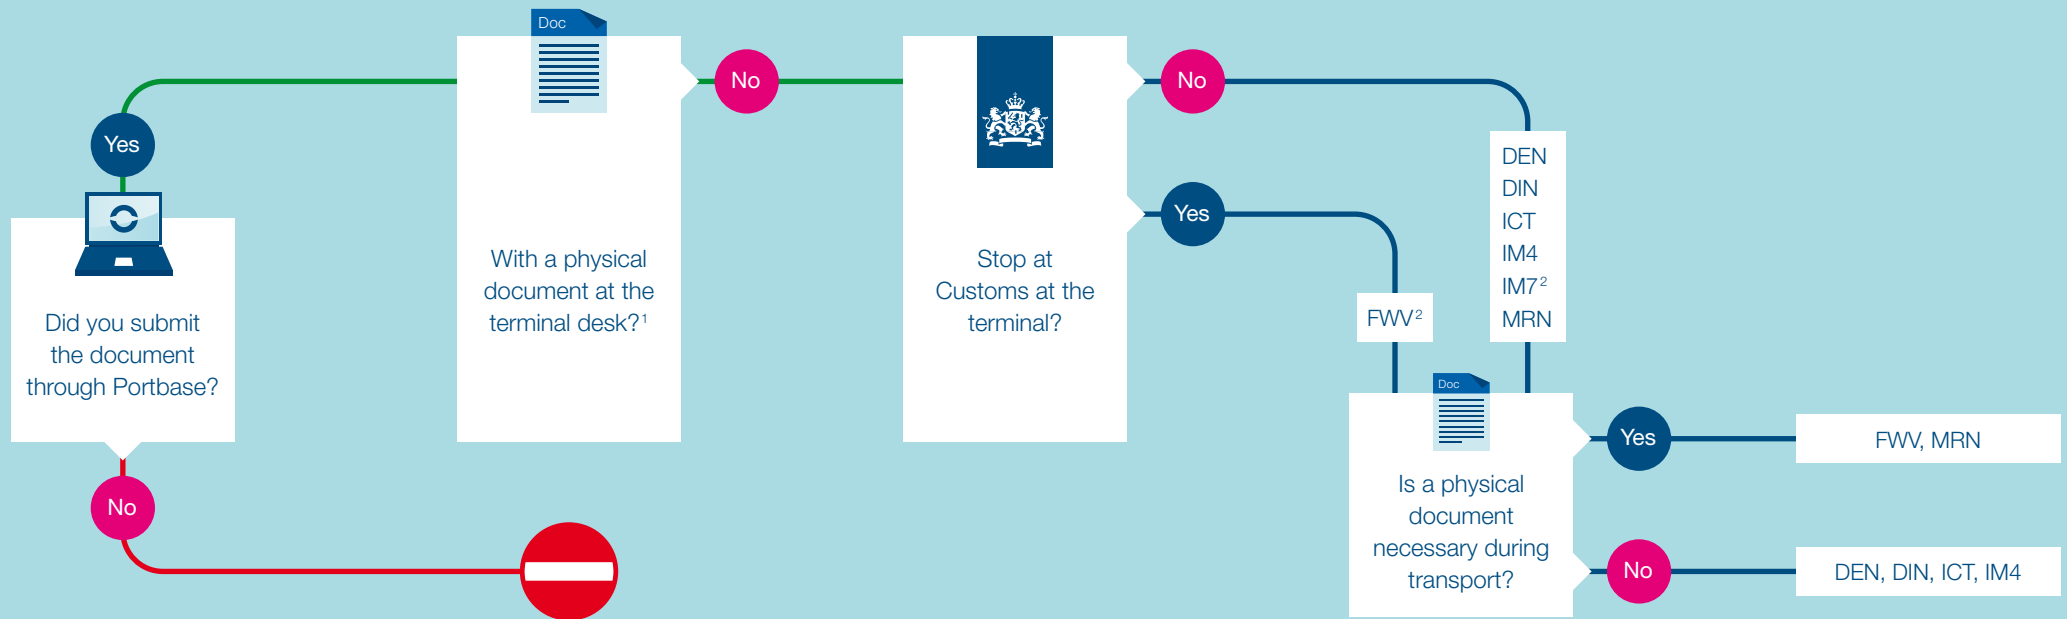 Yes
Did you submit
the document
through Portbase?
No
Doc
With a physical
document at the
terminal desk?¹
No
Stop at
Customs at the
terminal?
No
Yes
FWV²
DEN
DIN
ICT
IM4
IM7²
MRN
Doc
Is a physical
document
necessary during
transport?
Yes
FWV, MRN
No
DEN, DIN, ICT, IM4